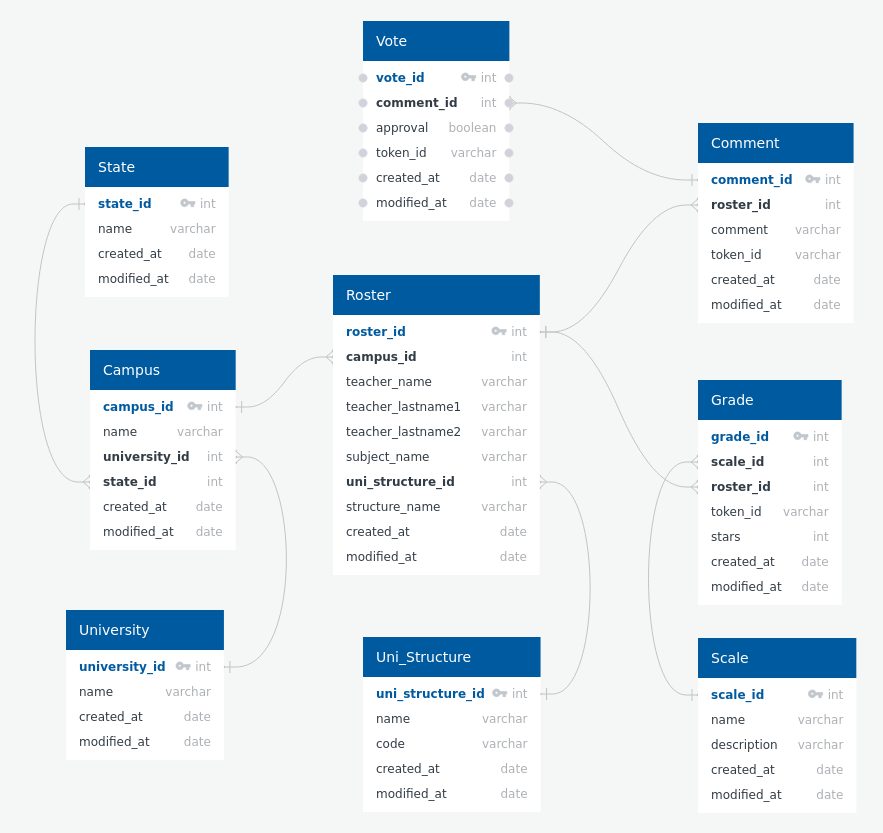 Vote
vote_id int
comment_id int
approval boolean
token_id varchar
created_at date
modified_at date
State
state_id int
name varchar
created_at date
modified_at date
Comment
comment_id int
roster_id int
comment varchar
token_id varchar
created_at date
modified_at date
Roster
roster_id int
campus_id int
teacher_name varchar
teacher_lastname1 varchar
teacher_lastname2 varchar
subject_name varchar
uni_structure_id int
structure_name varchar
created_at date
modified_at date
Campus
campus_id int
name varchar
university_id int
state_id int
created_at date
modified_at date
Grade
grade_id int
scale_id int
roster_id int
token_id varchar
stars int
created_at date
modified_at date
University
university_id int
name varchar
created_at date
modified_at date
Uni_Structure
uni_structure_id int
name varchar
code varchar
created_at date
modified_at date
Scale
scale_id int
name varchar
description varchar
created_at date
modified_at date